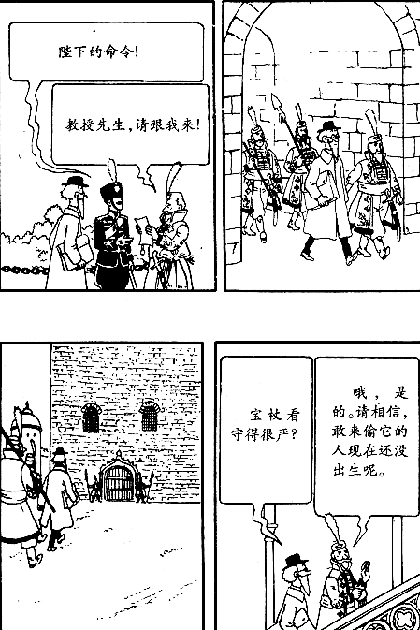 陛下的命令!
教授先生,请跟我来!
宝被看
守得很严?
哦,是
的。请相信,
敢来偷它的
人现在还没
出生呢。